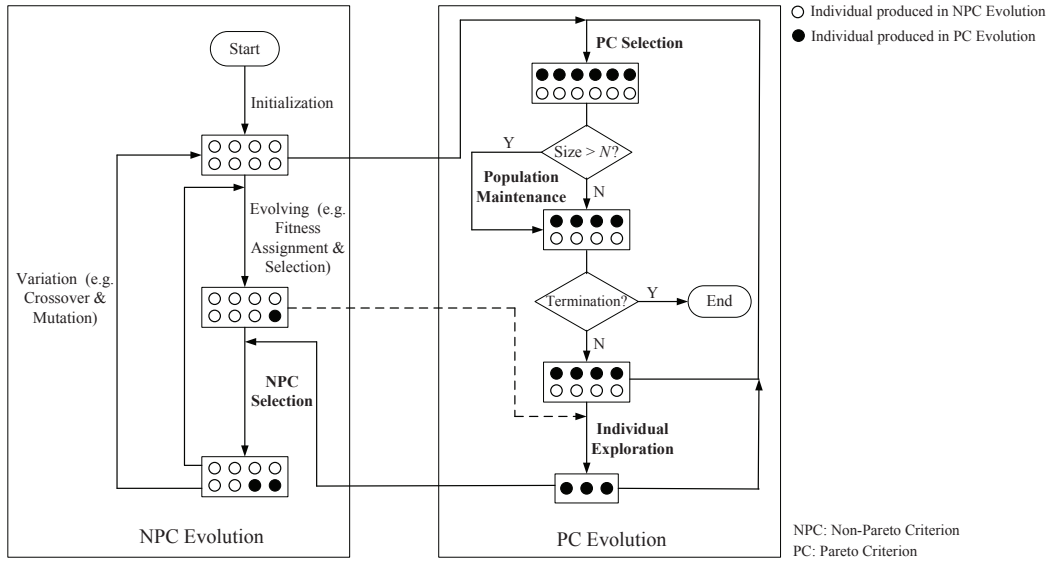 Start
Initialization
Evolving (e.g.
Fitness
Assignment &
Selection)
Variation (e.g.
Crossover &
Mutation)
NPC
Selection
NPC Evolution
PC Selection
Size > N?
Y
N
Population
Maintenance
Termination?
Y
End
N
Individual
Exploration
PC Evolution
Individual produced in NPC Evolution
Individual produced in PC Evolution
NPC: Non-Pareto Criterion
PC: Pareto Criterion